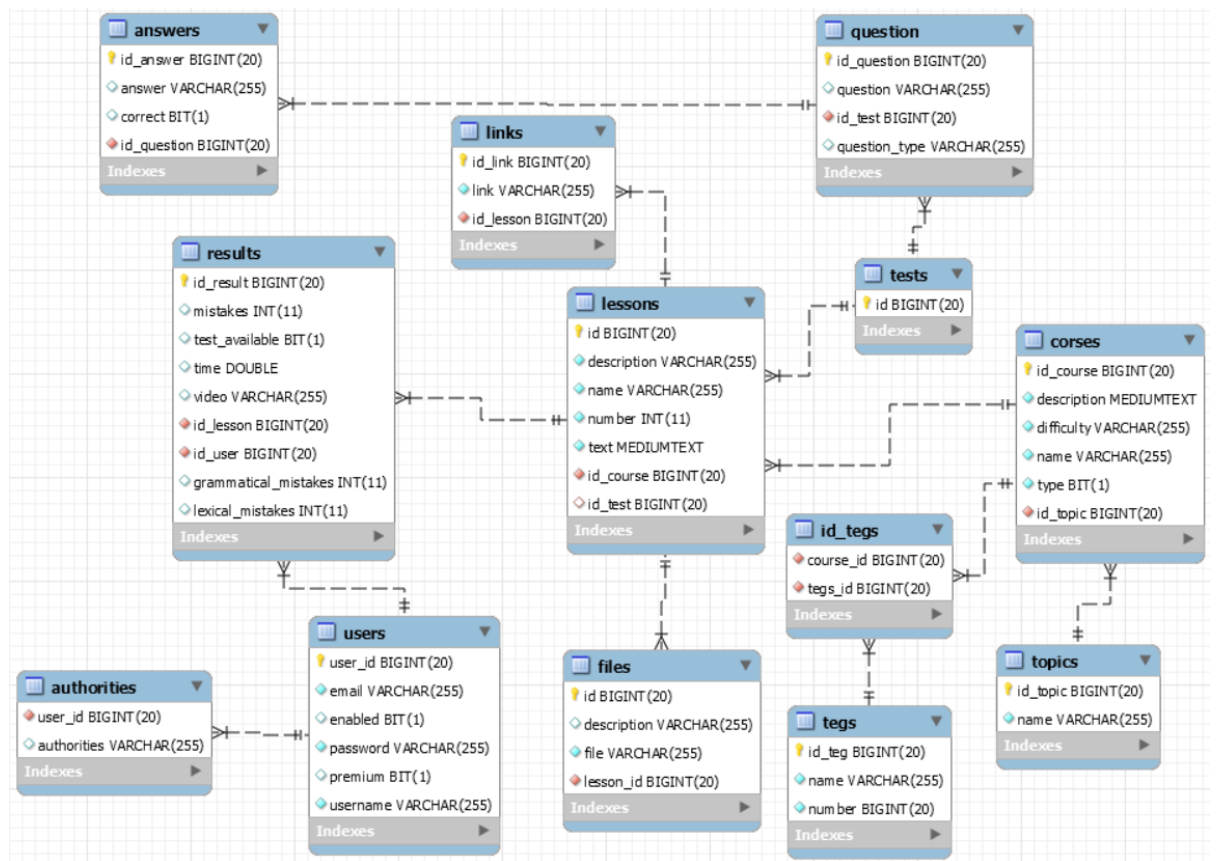 answers
id_answer BIGINT(20)
answer VARCHAR(255)
correct BIT(1)
id_question BIGINT(20)
Indexes
question
id_question BIGINT(20)
question VARCHAR(255)
id_test BIGINT(20)
question_type VARCHAR(255)
Indexes
links
id_link BIGINT(20)
link VARCHAR(255)
id_lesson BIGINT(20)
Indexes
results
id_result BIGINT(20)
mistakes INT(11)
test_available BIT(1)
time DOUBLE
video VARCHAR(255)
id_lesson BIGINT(20)
id_user BIGINT(20)
grammatical_mistakes INT(11)
lexical_mistakes INT(11)
Indexes
lessons
id BIGINT(20)
description VARCHAR(255)
name VARCHAR(255)
number INT(11)
text MEDIUMTEXT
id_course BIGINT(20)
id_test BIGINT(20)
Indexes
tests
id BIGINT(20)
Indexes
corses
id_course BIGINT(20)
description MEDIUMTEXT
difficulty VARCHAR(255)
name VARCHAR(255)
type BIT(1)
id_topic BIGINT(20)
Indexes
id_tegs
course_id BIGINT(20)
tegs_id BIGINT(20)
Indexes
users
user_id BIGINT(20)
email VARCHAR(255)
enabled BIT(1)
password VARCHAR(255)
premium BIT(1)
username VARCHAR(255)
Indexes
authorities
user_id BIGINT(20)
authorities VARCHAR(255)
Indexes
files
id BIGINT(20)
description VARCHAR(255)
file VARCHAR(255)
lesson_id BIGINT(20)
Indexes
tegs
id_teg BIGINT(20)
name VARCHAR(255)
number BIGINT(20)
Indexes
topics
id_topic BIGINT(20)
name VARCHAR(255)
Indexes